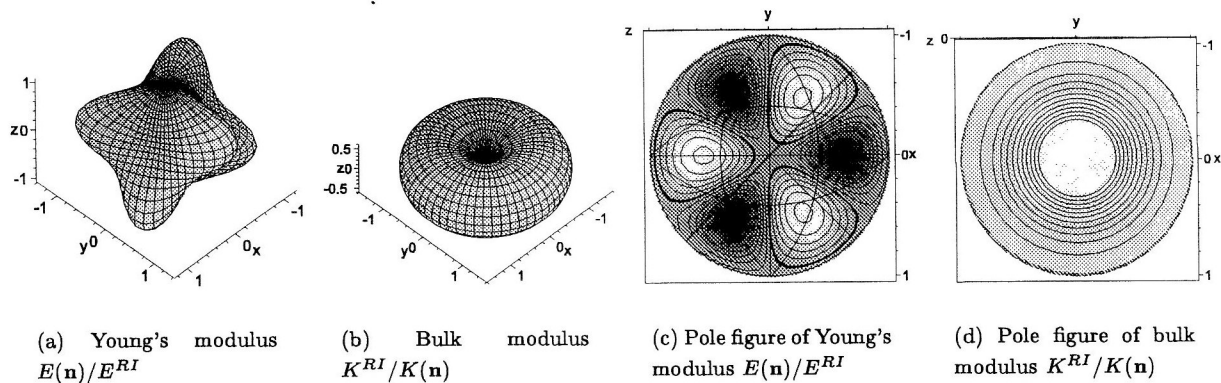 1
z0
-1
-1
y0
1
1
0x
-1
(a) Young's modulus
E(n)/E^{RI}
0.5
z0
-0.5
-1
y0
1
1
0x
-1
(b) Bulk modulus
K^{RI}/K(n)
y
z
-1
0x
1
(c) Pole figure of Young's
modulus E(n)/E^{RI}
y
z 0
-1
0x
1
(d) Pole figure of bulk
modulus K^{RI}/K(n)